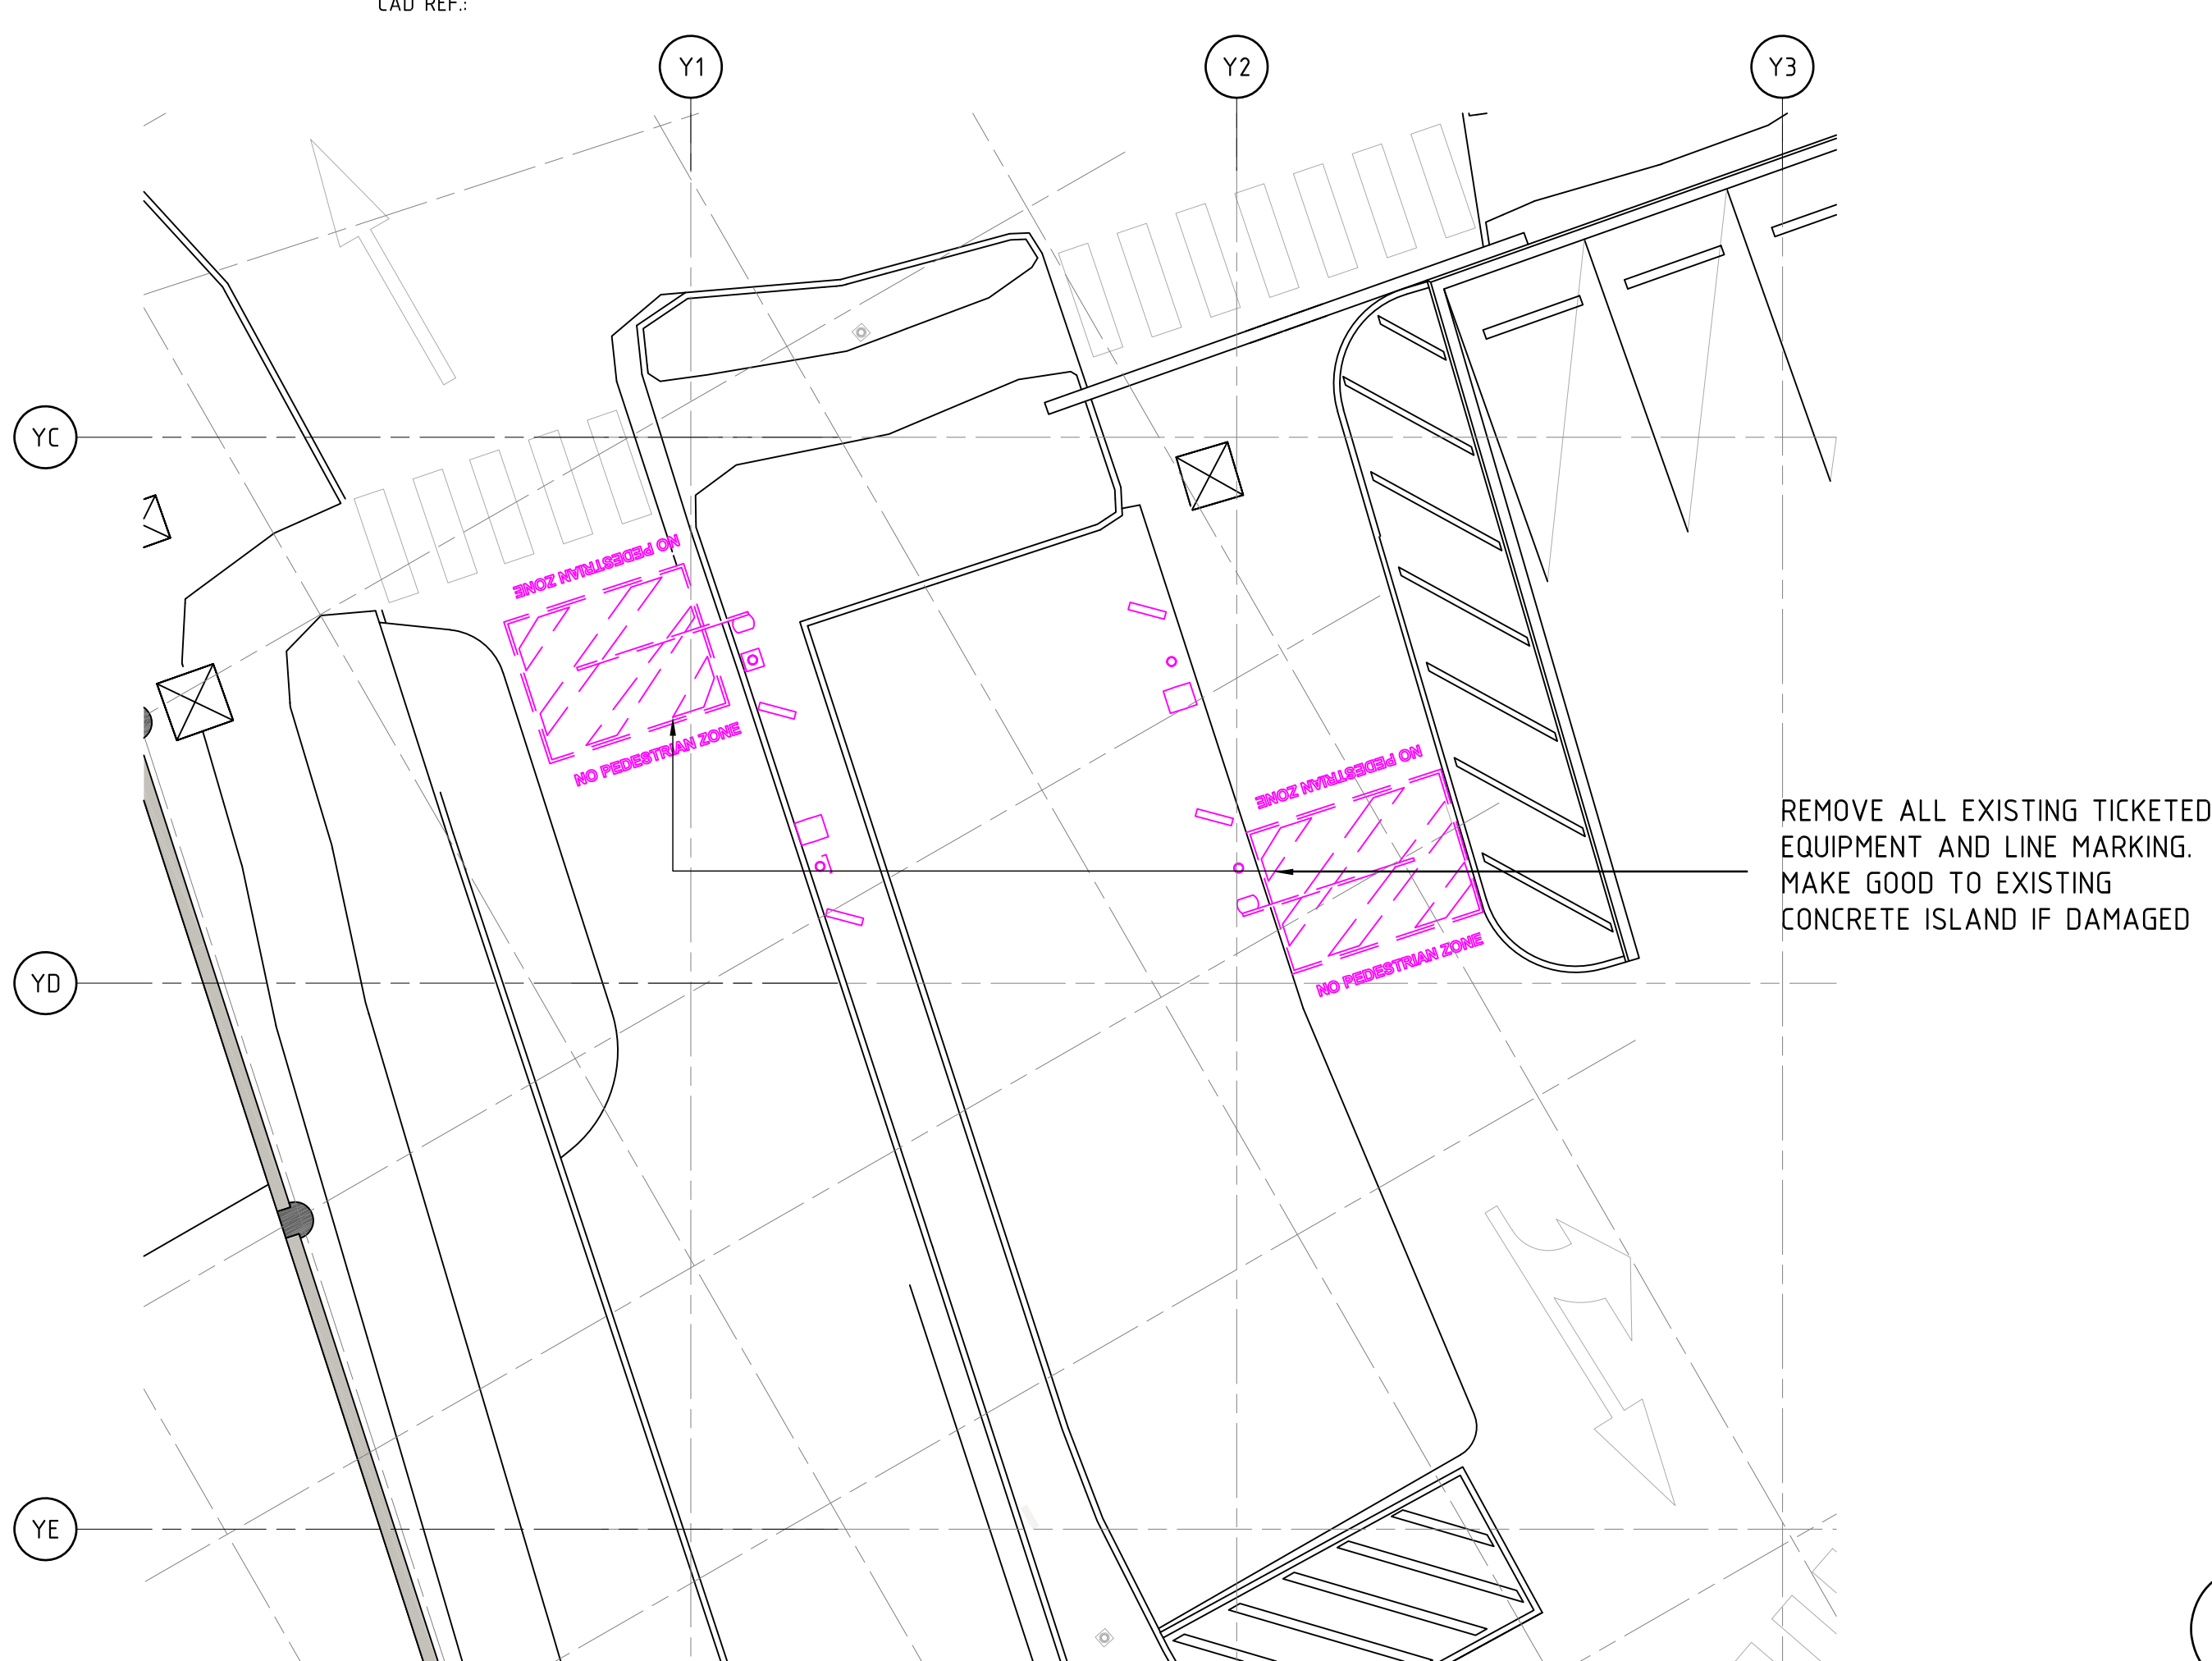 CAD REF.:
Y1
Y2
Y3
YC
NO PEDESTRIAN ZONE
NO PEDESTRIAN ZONE
NO PEDESTRIAN ZONE
REMOVE ALL EXISTING TICKETED
EQUIPMENT AND LINE MARKING.
MAKE GOOD TO EXISTING
CONCRETE ISLAND IF DAMAGED
NO PEDESTRIAN ZONE
YD
YE